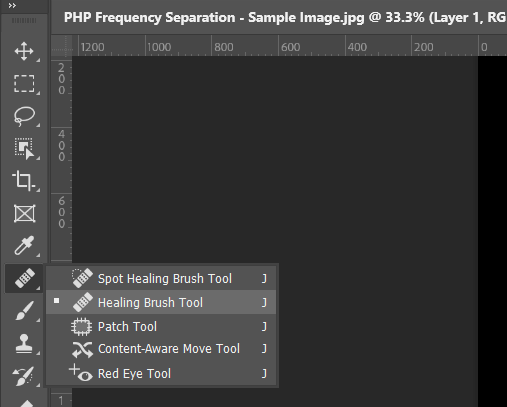 PHP Frequency Separation - Sample Image.jpg @ 33.3% (Layer 1, RG
1200 1000 800 600 400 200 0
200
400
600
Spot Healing Brush Tool J
Healing Brush Tool J
Patch Tool J
Content-Aware Move Tool J
Red Eye Tool J
1